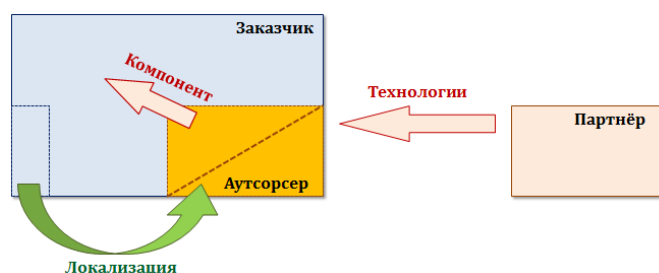 Заказчик
Компонент
Технологии
Партнёр
Аутсорсер
Локализация